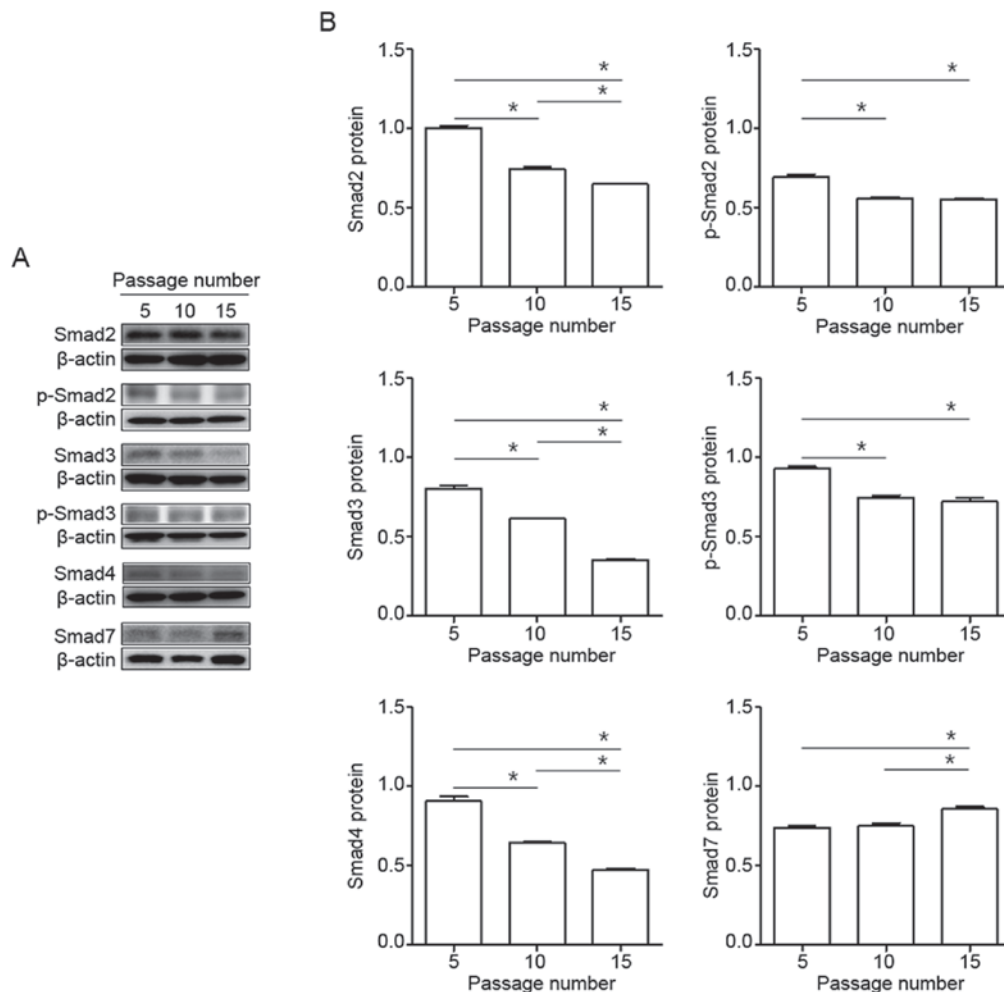 A
Passage number
5 10 15
Smad2
β-actin
p-Smad2
β-actin
Smad3
β-actin
p-Smad3
β-actin
Smad4
β-actin
Smad7
β-actin
B
Smad2 protein
1.5
1.0
0.5
0.0
*
*
*
5 10 15
Passage number
p-Smad2 protein
1.5
1.0
0.5
0.0
*
*
5 10 15
Passage number
Smad3 protein
1.5
1.0
0.5
0.0
*
*
*
5 10 15
Passage number
p-Smad3 protein
1.5
1.0
0.5
0.0
*
*
5 10 15
Passage number
Smad4 protein
1.5
1.0
0.5
0.0
*
*
*
5 10 15
Passage number
Smad7 protein
1.5
1.0
0.5
0.0
*
*
5 10 15
Passage number